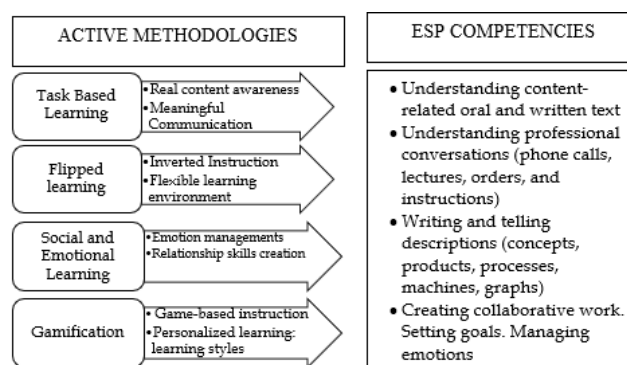 ACTIVE METHODOLOGIES
Task Based
Learning
•Real content awareness
•Meaningful
Communication
Flipped
learning
•Inverted Instruction
•Flexible learning
environment
Social and
Emotional
Learning
•Emotion managements
•Relationship skills creation
Gamification
•Game-based instruction
•Personalized learning:
learning styles
ESP COMPETENCIES
• Understanding content-
related oral and written text
• Understanding professional
conversations (phone calls,
lectures, orders, and
instructions)
• Writing and telling
descriptions (concepts,
products, processes,
machines, graphs)
• Creating collaborative work.
Setting goals. Managing
emotions